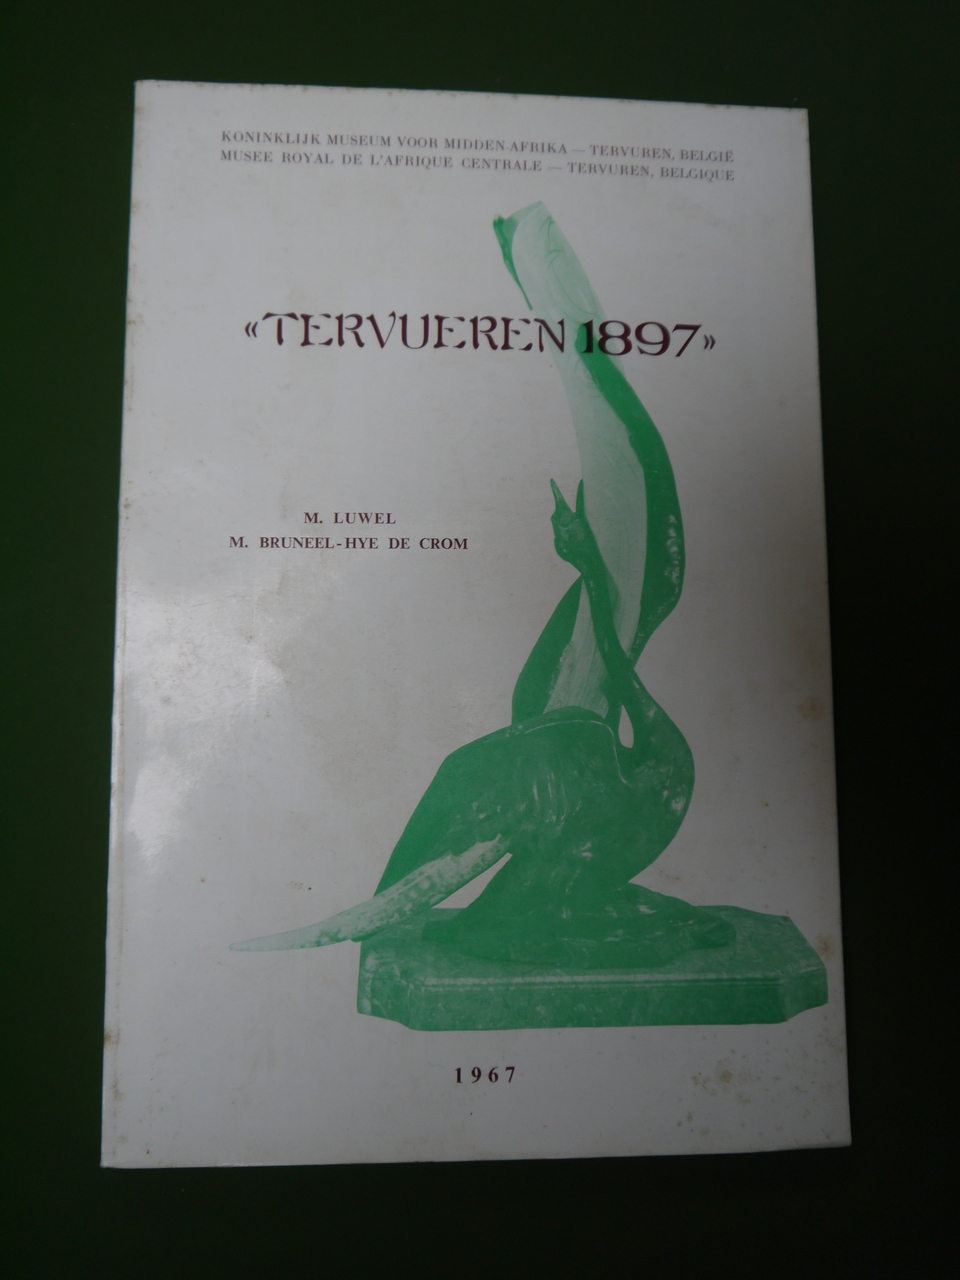 KONINKLIJK MUSEUM VOOR MIDDEN-AFRIKA — TERVUREN, BELGIË
MUSEE ROYAL DE L'AFRIQUE CENTRALE — TERVUREN, BELGIQUE
«TERVUEREN 1897»
M. LUWEL
M. BRUNEEL-HYE DE CROM
1967